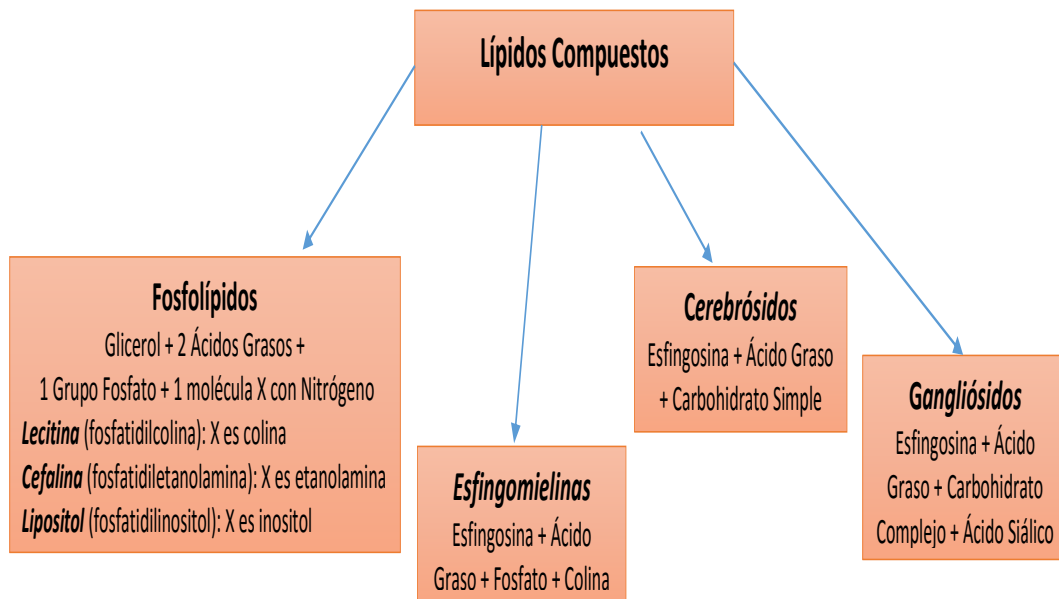 Lípidos Compuestos
Fosfolípidos
Glicerol + 2 Ácidos Grasos +
1 Grupo Fosfato + 1 molécula X con Nitrógeno
Lecitina (fosfatidilcolina): X es colina
Cefalina (fosfatidiletanolamina): X es etanolamina
Lipositol (fosfatidilinositol): X es inositol
Esfingomielinas
Esfingosina + Ácido
Graso + Fosfato + Colina
Cerebrósidos
Esfingosina + Ácido Graso
+ Carbohidrato Simple
Gangliósidos
Esfingosina + Ácido
Graso + Carbohidrato
Complejo + Ácido Siálico